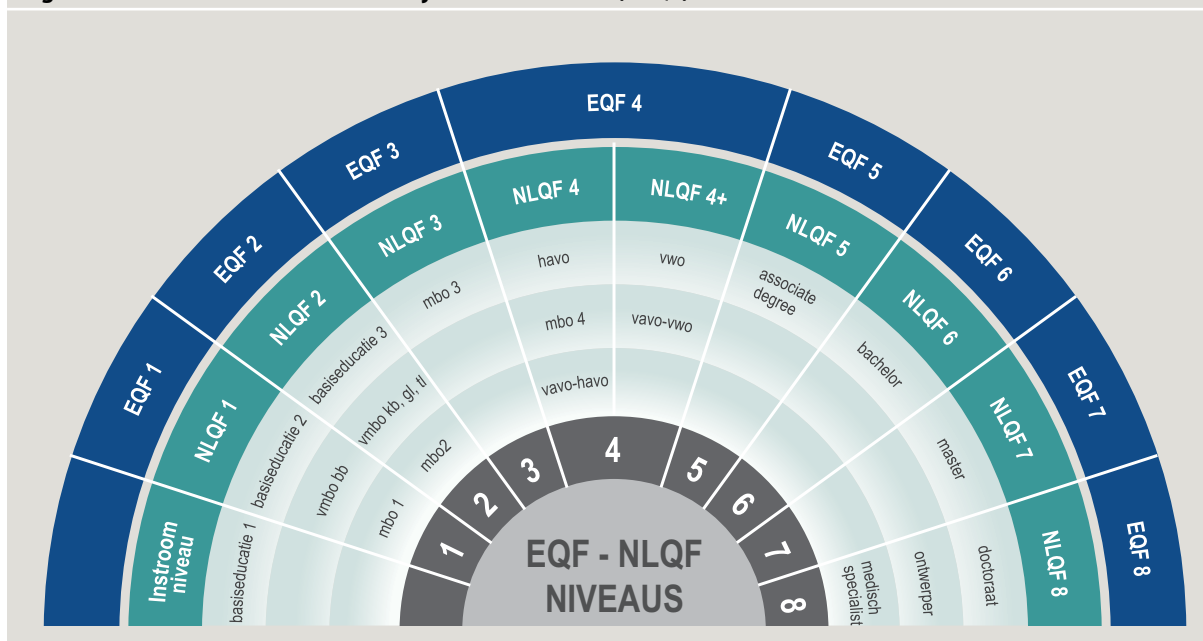 EQF 1
EQF 2
EQF 3
EQF 4
EQF 5
EQF 6
EQF 7
EQF 8
Instroom
niveau
NLQF 1
NLQF 2
NLQF 3
NLQF 4
NLQF 4+
NLQF 5
NLQF 6
NLQF 7
NLQF 8
basiseducatie 1
basiseducatie 2
vmbo bb
mbo 1
basiseducatie 3
vmbo kb, gl, tl
mbo2
mbo 3
havo
mbo 4
vavo-havo
vwo
vavo-vwo
associate
degree
bachelor
master
doctoraat
ontwerper
medisch
specialist
1
2
3
4
5
6
7
8
EQF - NLQF
NIVEAUS